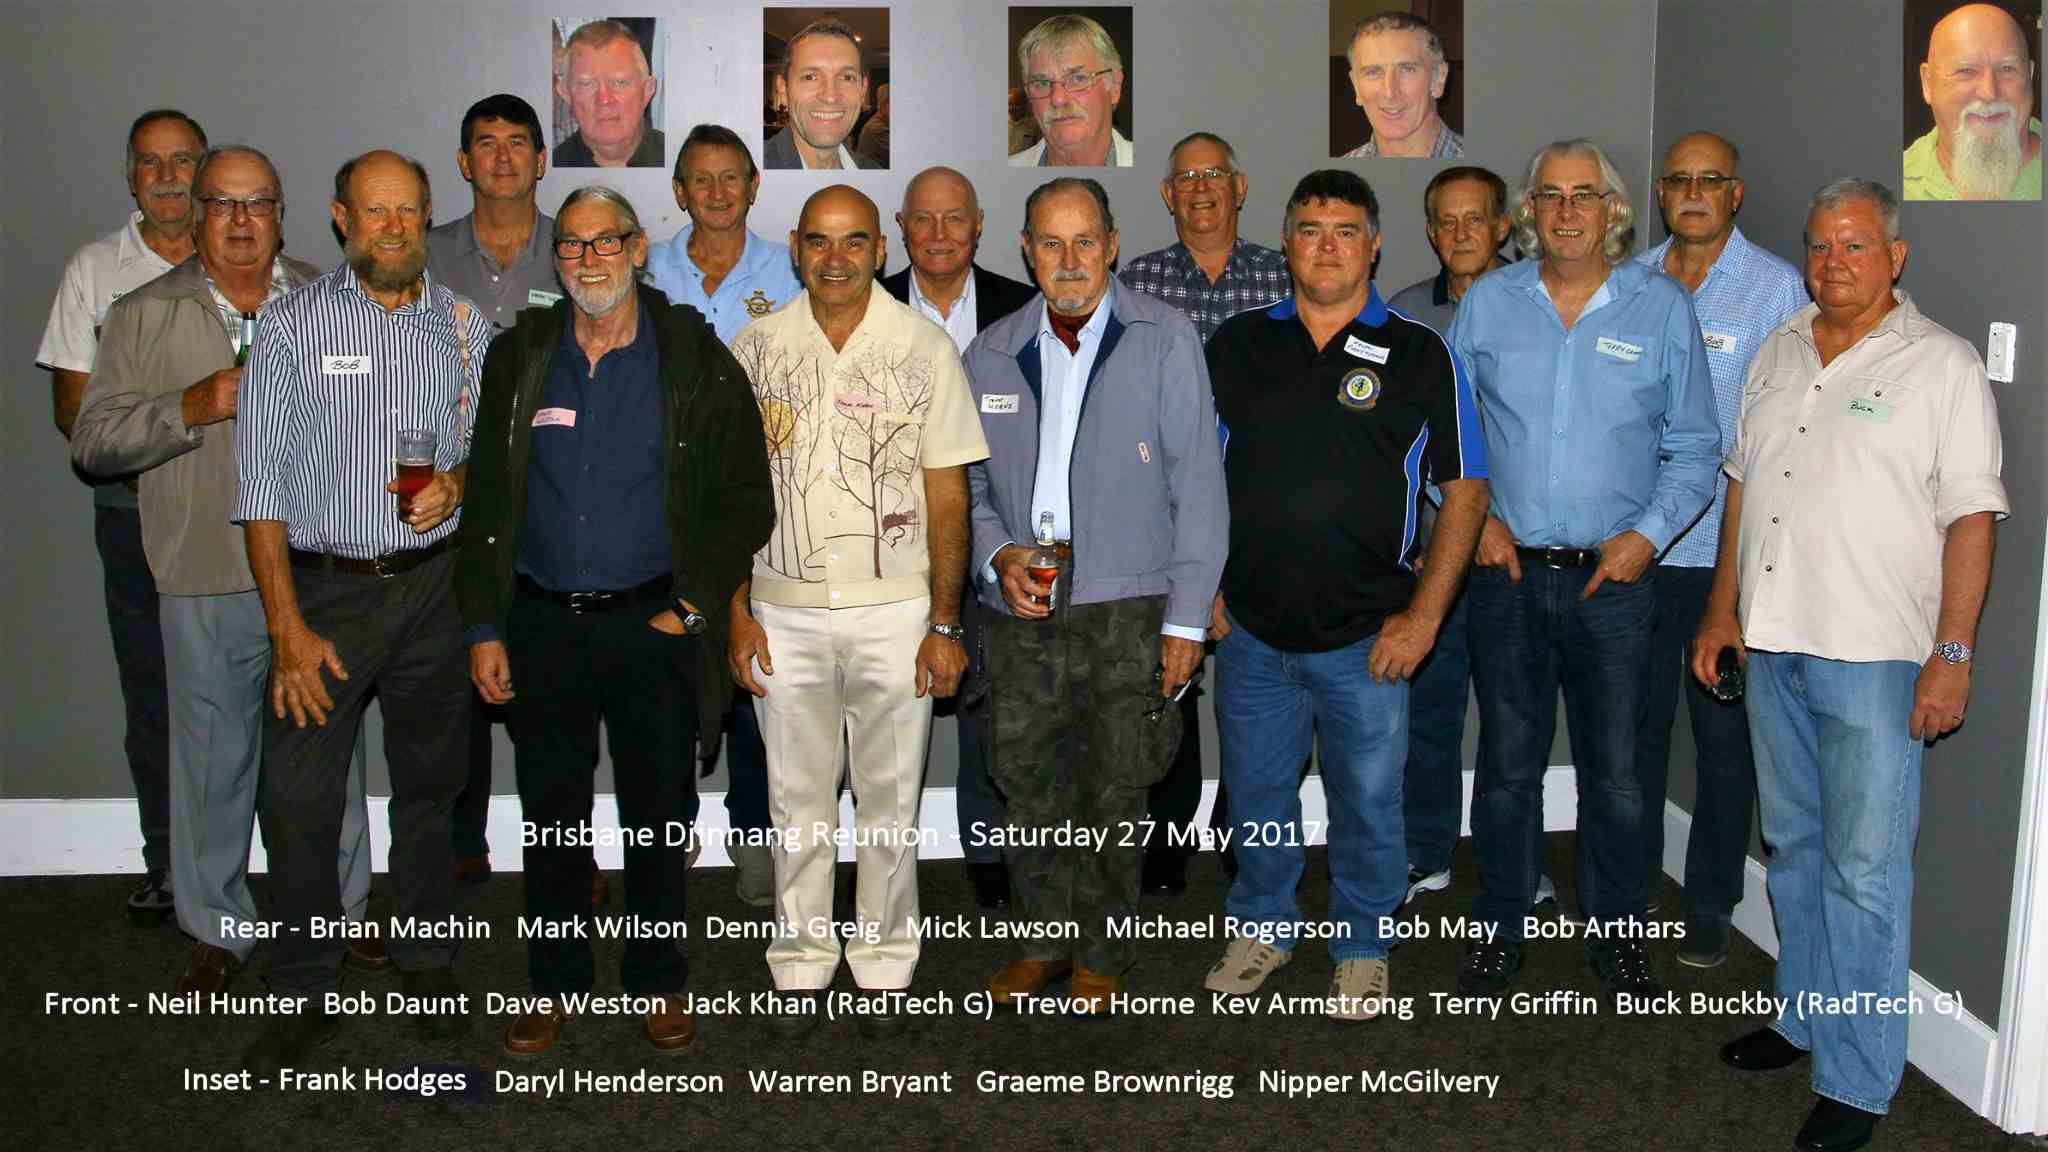 BOB
TERRY
BOB
BUCK
Brisbane Djinnang Reunion - Saturday 27 May 2017
Rear - Brian Machin Mark Wilson Dennis Greig Mick Lawson Michael Rogerson Bob May Bob Arthars
Front - Neil Hunter Bob Daunt Dave Weston Jack Khan (RadTech G) Trevor Horne Kev Armstrong Terry Griffin Buck Buckby (RadTech G)
Inset - Frank Hodges Daryl Henderson Warren Bryant Graeme Brownrigg Nipper McGilvery